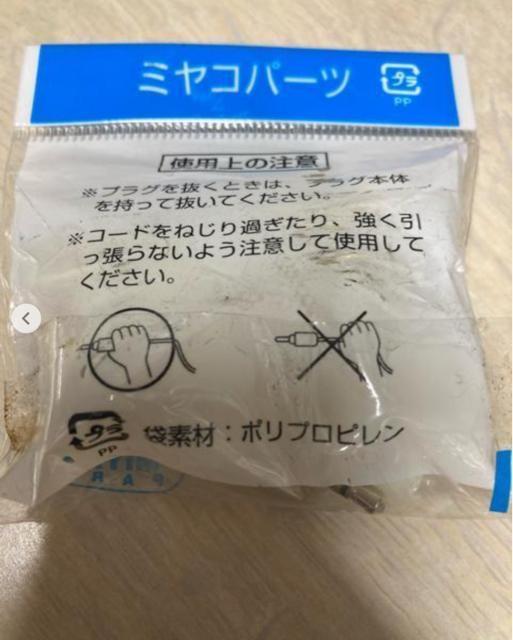 ミヤコパーツ
プラ
PP
使用上の注意
※プラグを抜くときは、プラグ本体
を持って抜いてください。
※コードをねじり過ぎたり、強く引
っ張らないよう注意して使用して
ください。
プラ
PP
袋素材：ポリプロピレン